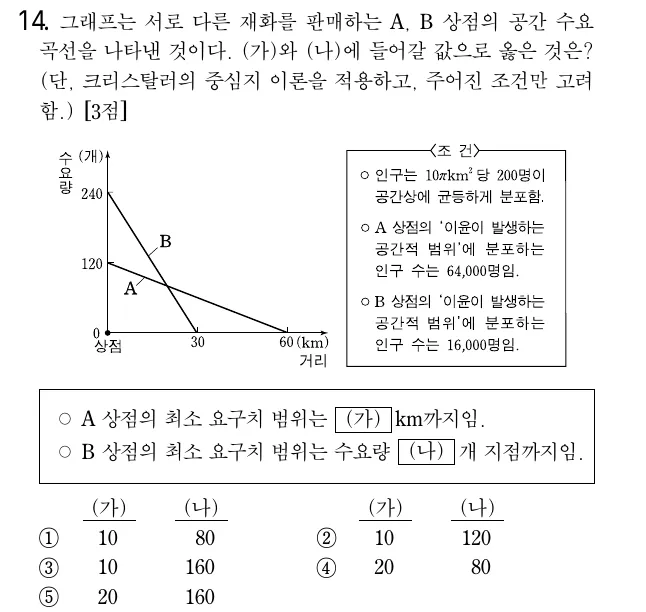 14. 그래프는 서로 다른 재화를 판매하는 A, B 상점의 공간 수요
곡선을 나타낸 것이다. (가)와 (나)에 들어갈 값으로 옳은 것은?
(단, 크리스탈러의 중심지 이론을 적용하고, 주어진 조건만 고려
함.) [3점]
수요량 (개)
240
120
0
B
A
상점
30
60 (km)
거리
<조 건>
○ 인구는 10πkm² 당 200명이
공간상에 균등하게 분포함.
○ A 상점의 '이윤이 발생하는
공간적 범위'에 분포하는
인구 수는 64,000명임.
○ B 상점의 '이윤이 발생하는
공간적 범위'에 분포하는
인구 수는 16,000명임.
○ A 상점의 최소 요구치 범위는 (가) km까지임.
○ B 상점의 최소 요구치 범위는 수요량 (나) 개 지점까지임.
(가) (나) (가) (나)
① 10 80 ② 10 120
③ 10 160 ④ 20 80
⑤ 20 160